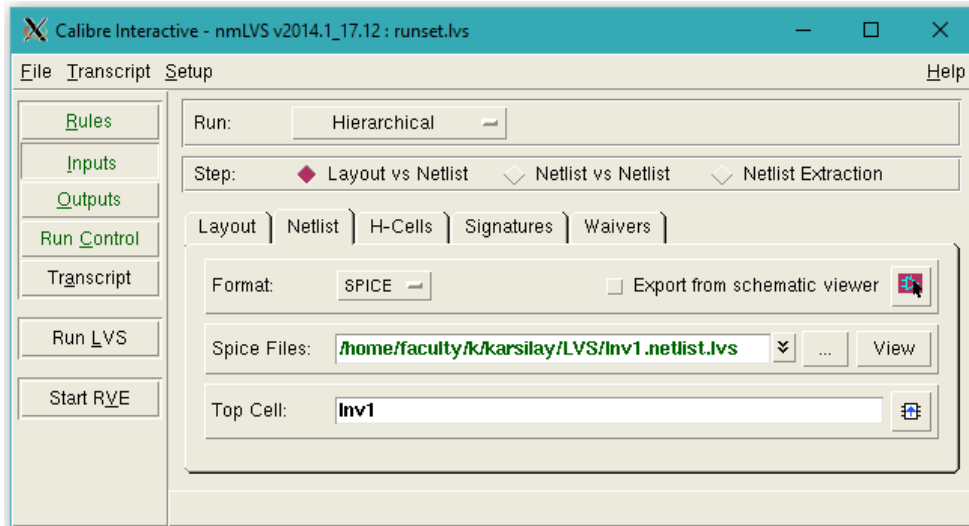 Calibre Interactive - nmLVS v2014.1_17.12 : runset.lvs
File Transcript Setup Help
Rules
Inputs
Outputs
Run Control
Transcript
Run LVS
Start RVE
Run: Hierarchical
Step: Layout vs Netlist Netlist vs Netlist Netlist Extraction
Layout Netlist H-Cells Signatures Waivers
Format: SPICE Export from schematic viewer
Spice Files: /home/faculty/k/karsilay/LVS/Inv1.netlist.lvs ... View
Top Cell: Inv1